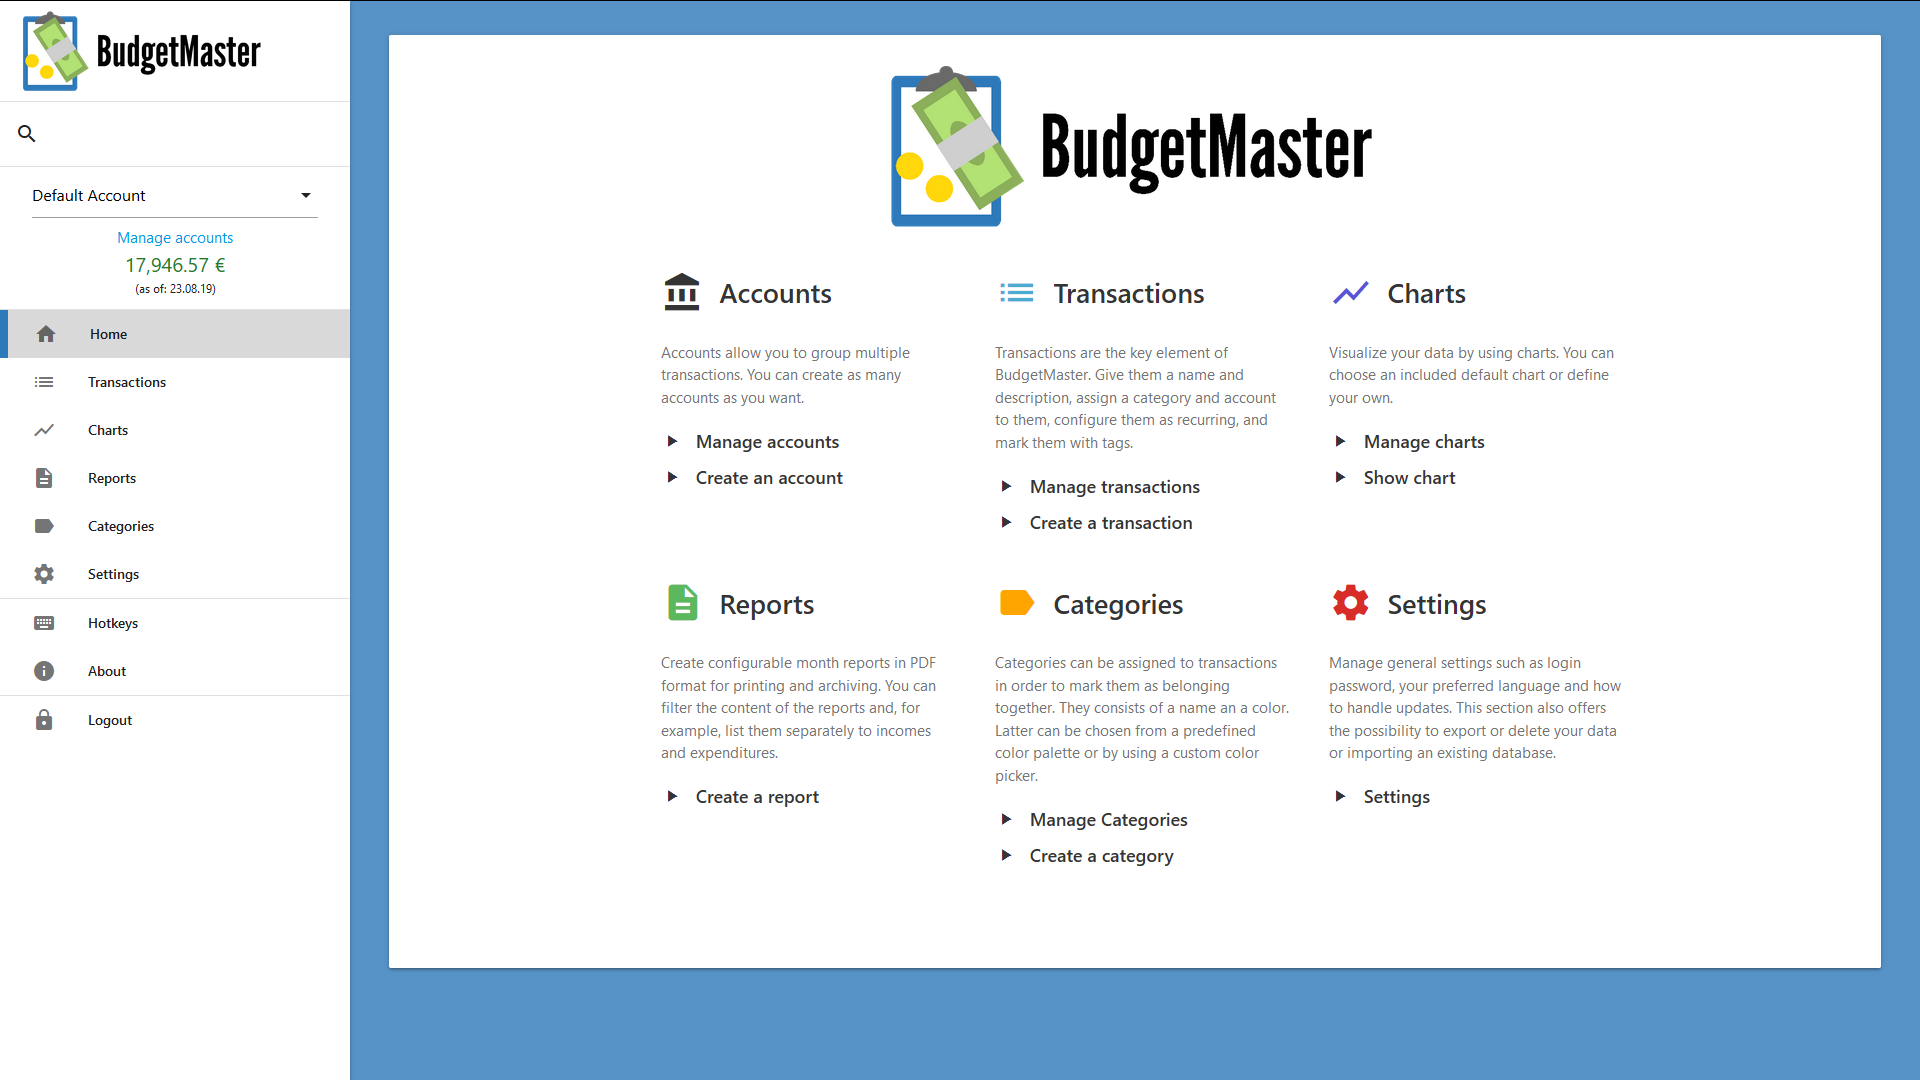 BudgetMaster
Default Account
Manage accounts
17,946.57 €
(as of: 23.08.19)
Home
Transactions
Charts
Reports
Categories
Settings
Hotkeys
About
Logout
BudgetMaster
Accounts
Accounts allow you to group multiple
transactions. You can create as many
accounts as you want.
Manage accounts
Create an account
Transactions
Transactions are the key element of
BudgetMaster. Give them a name and
description, assign a category and account
to them, configure them as recurring, and
mark them with tags.
Manage transactions
Create a transaction
Charts
Visualize your data by using charts. You can
choose an included default chart or define
your own.
Manage charts
Show chart
Reports
Create configurable month reports in PDF
format for printing and archiving. You can
filter the content of the reports and, for
example, list them separately to incomes
and expenditures.
Create a report
Categories
Categories can be assigned to transactions
in order to mark them as belonging
together. They consists of a name an a color.
Latter can be chosen from a predefined
color palette or by using a custom color
picker.
Manage Categories
Create a category
Settings
Manage general settings such as login
password, your preferred language and how
to handle updates. This section also offers
the possibility to export or delete your data
or importing an existing database.
Settings